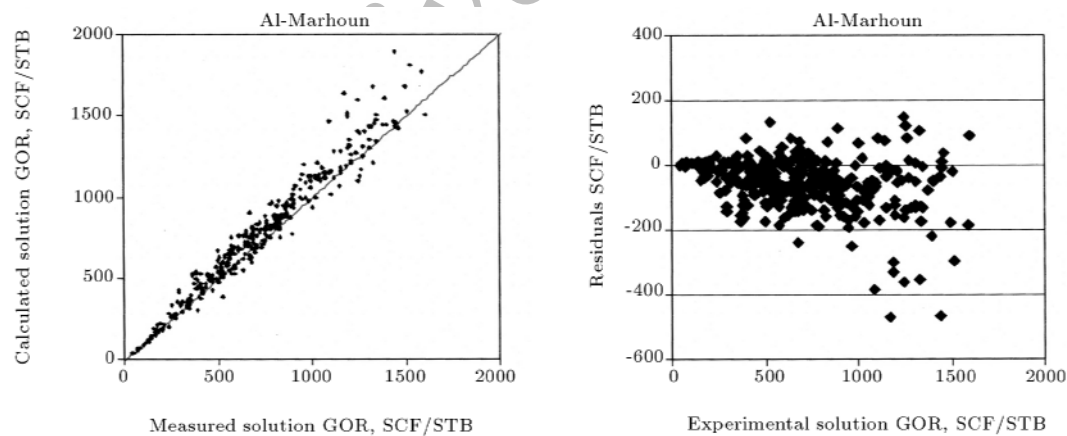 Al-Marhoun
Calculated solution GOR, SCF/STB
2000
1500
1000
500
0
0 500 1000 1500 2000
Measured solution GOR, SCF/STB
Al-Marhoun
Residuals SCF/STB
400
200
0
-200
-400
-600
0 500 1000 1500 2000
Experimental solution GOR, SCF/STB